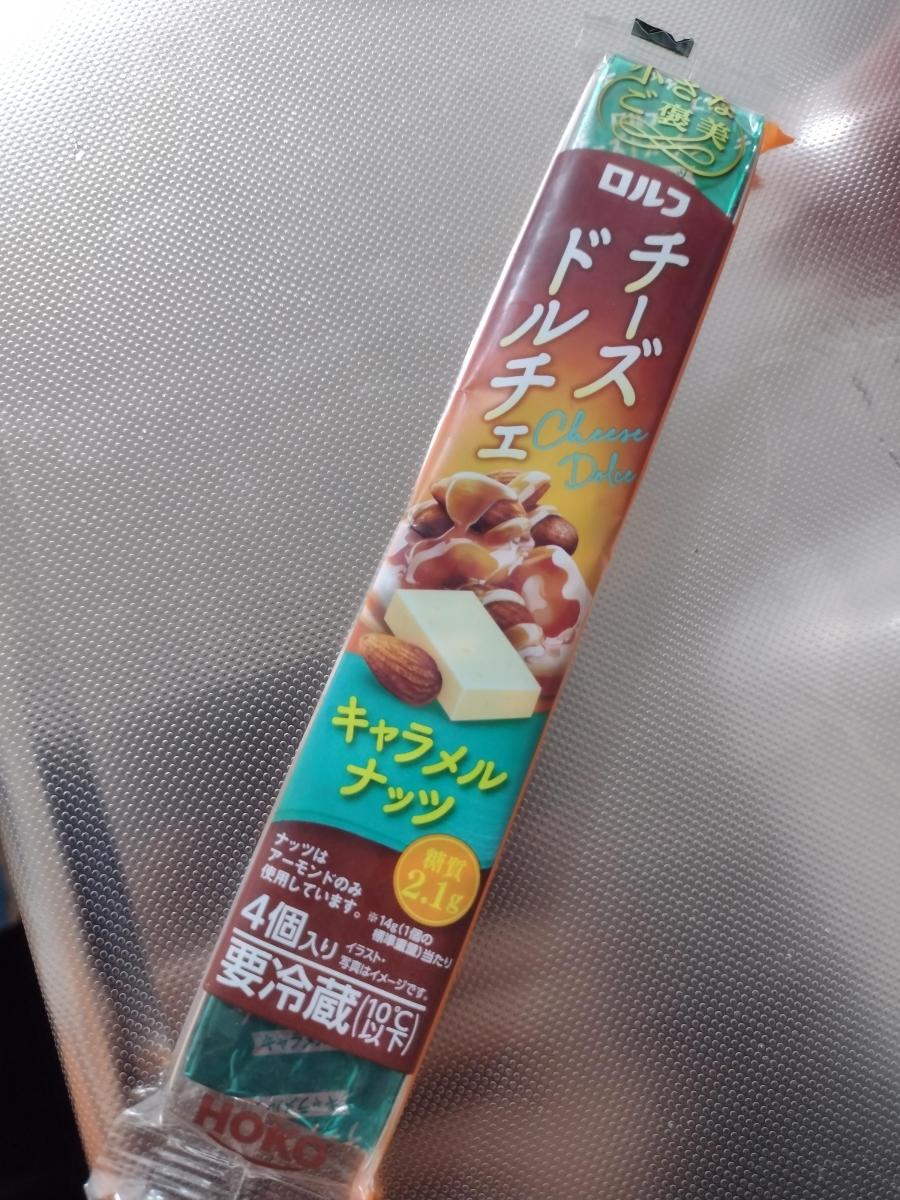 小さな
ご褒美
ロルフ
チーズ
ドルチェ
Cheese
Dolce
キャラメル
ナッツ
糖質
2.1g
ナッツは
アーモンドのみ
使用しています。
※14g(1個の
標準重量)当たり
4個入り
イラスト・
写真はイメージです。
要冷蔵(10℃以下)
HOKO